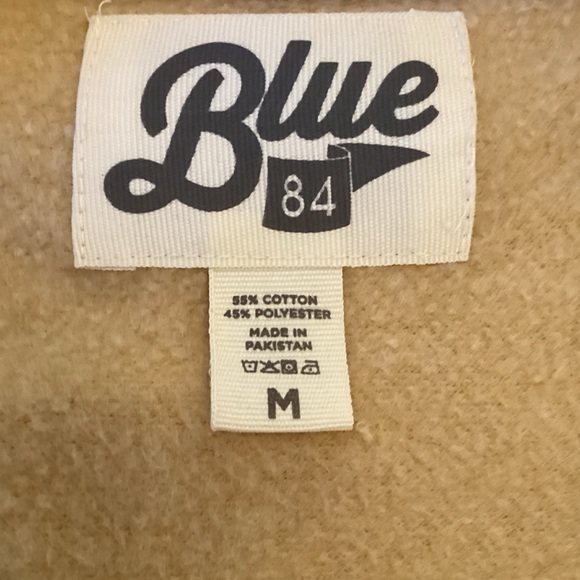 Blue
84
55% COTTON
45% POLYESTER
MADE IN
PAKISTAN
M